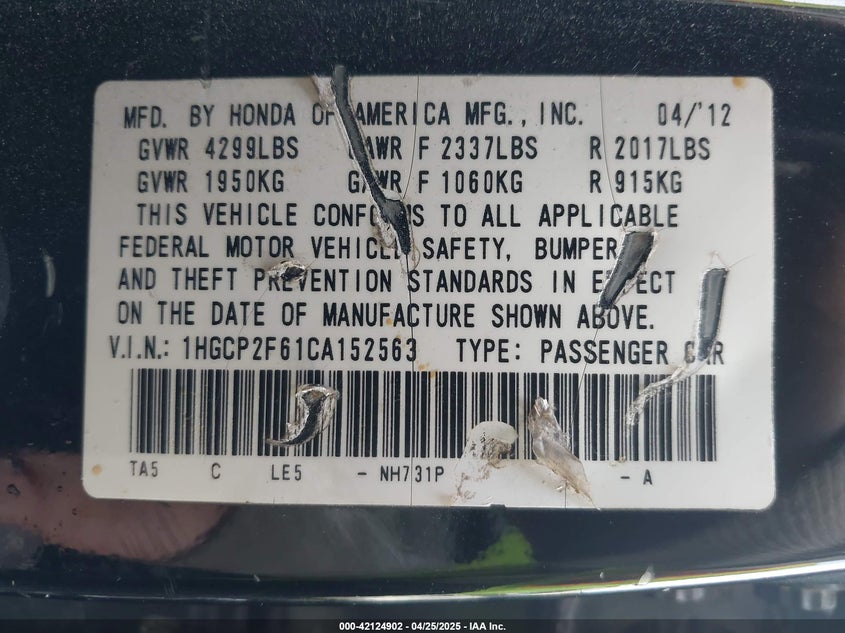 MFD. BY HONDA OF AMERICA MFG., INC. 04/'12
GVWR 4299LBS GAWR F 2337LBS R 2017LBS
GVWR 1950KG GAWR F 1060KG R 915KG
THIS VEHICLE CONFORMS TO ALL APPLICABLE
FEDERAL MOTOR VEHICLE SAFETY, BUMPER,
AND THEFT PREVENTION STANDARDS IN EFFECT
ON THE DATE OF MANUFACTURE SHOWN ABOVE.
V.I.N.: 1HGCP2F61CA152563 TYPE: PASSENGER CAR
TA5 C LE5 - NH731P - A
000-42124902 - 04/25/2025 - IAA Inc.